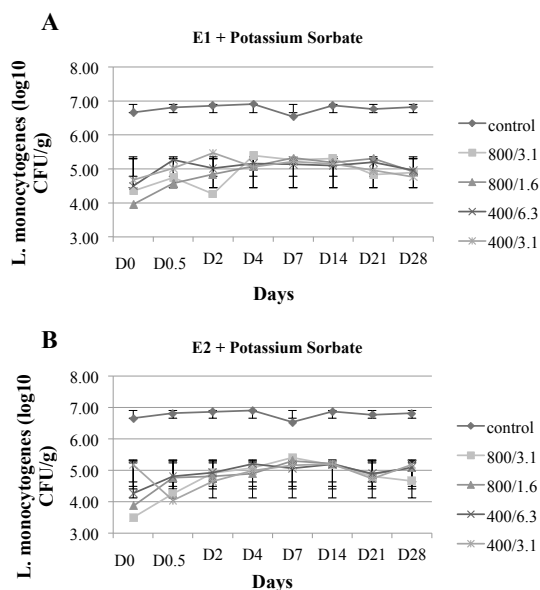 A
E1 + Potassium Sorbate
L. monocytogenes (log10
CFU/g)
8.00
7.00
6.00
5.00
4.00
3.00
D0 D0.5 D2 D4 D7 D14 D21 D28
Days
control
800/3.1
800/1.6
400/6.3
400/3.1
B
E2 + Potassium Sorbate
L. monocytogenes (log10
CFU/g)
8.00
7.00
6.00
5.00
4.00
3.00
D0 D0.5 D2 D4 D7 D14 D21 D28
Days
control
800/3.1
800/1.6
400/6.3
400/3.1